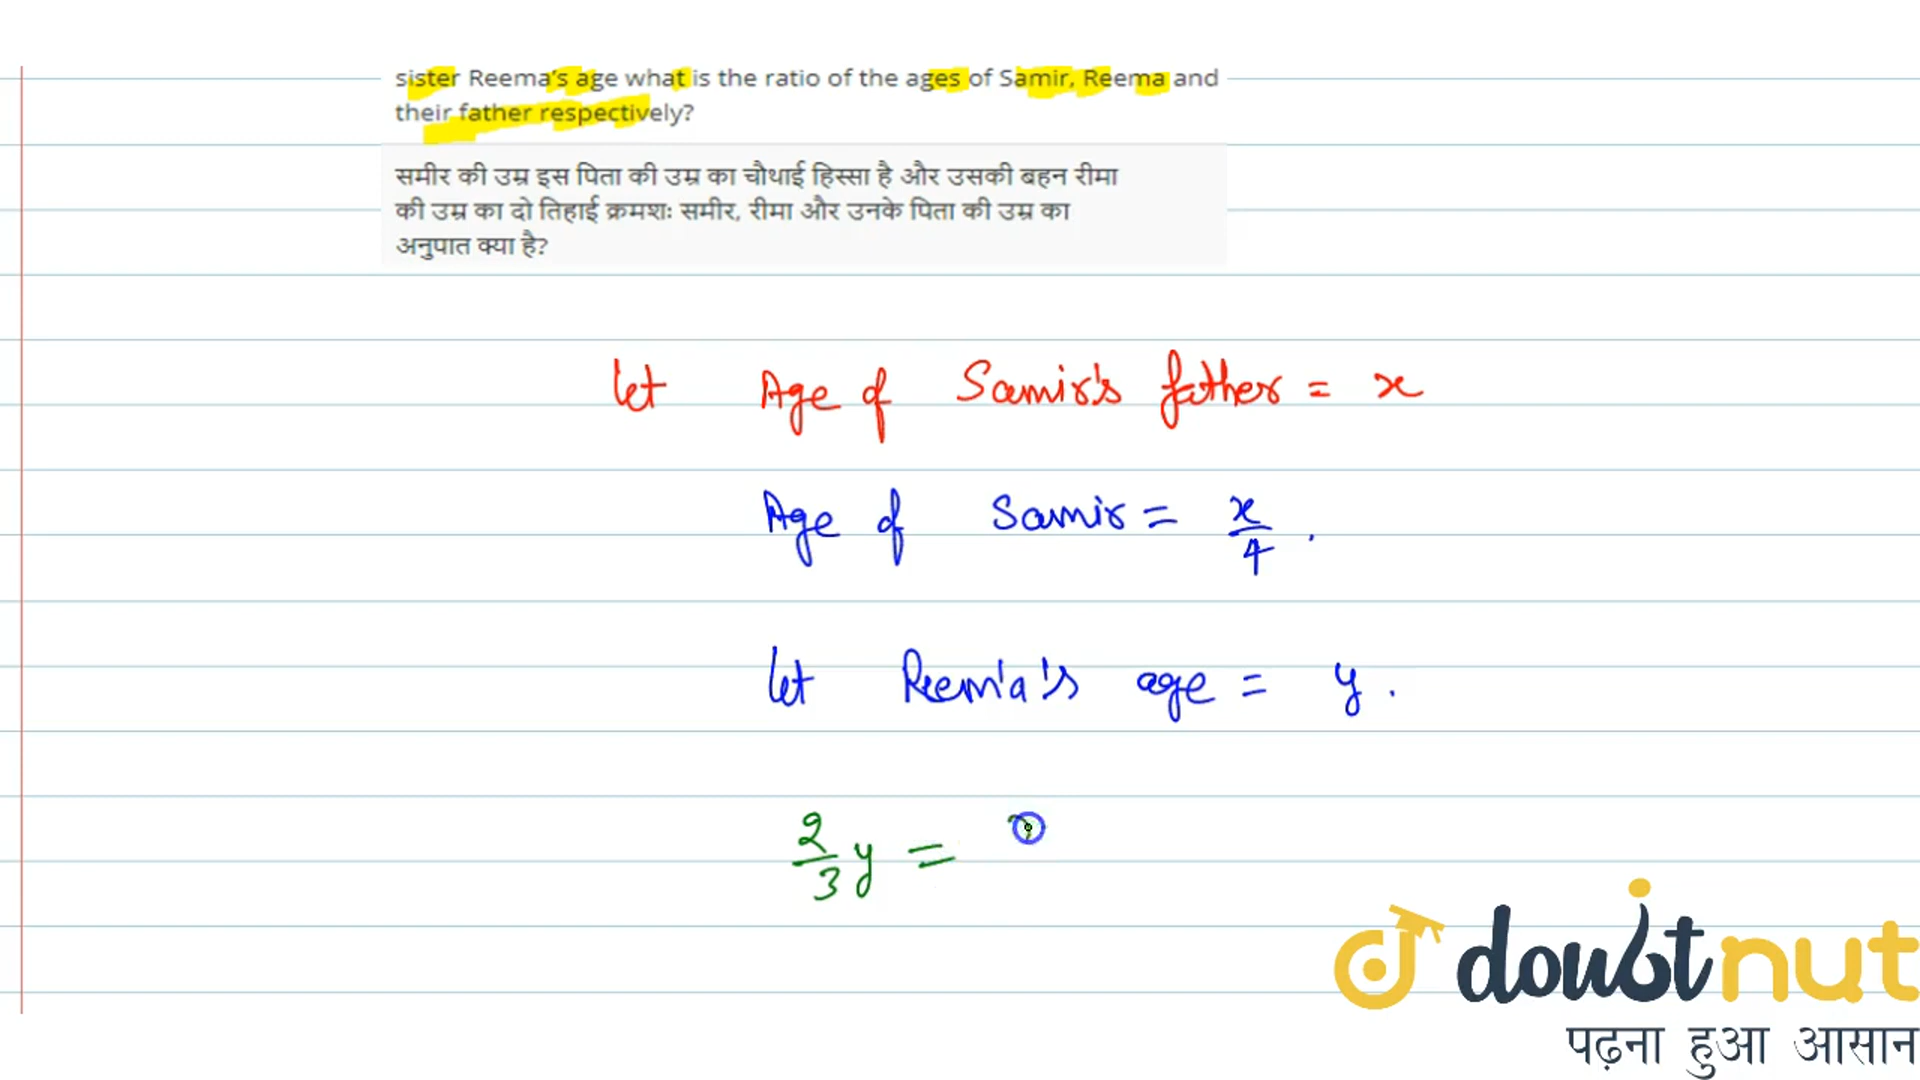 sister Reema's age what is the ratio of the ages of Samir, Reema and
their father respectively?
समीर की उम्र इस पिता की उम्र का चौथाई हिस्सा है और उसकी बहन रीमा
की उम्र का दो तिहाई क्रमशः समीर, रीमा और उनके पिता की उम्र का
अनुपात क्या है?
let Age of Samir's father = x
Age of Samir = x/4 .
let Reem'a's age = y .
2/3 y =
doubtnut
पढ़ना हुआ आसान